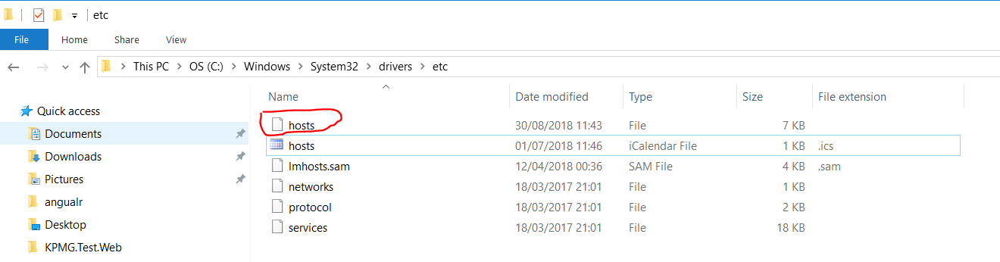 etc
File Home Share View
This PC OS (C:) Windows System32 drivers etc
Name Date modified Type Size File extension
Quick access
Documents
Downloads
Pictures
angualr
Desktop
KPMG.Test.Web
hosts 30/08/2018 11:43 File 7 KB
hosts 01/07/2018 11:46 iCalendar File 1 KB .ics
lmhosts.sam 12/04/2018 00:36 SAM File 4 KB .sam
networks 18/03/2017 21:01 File 1 KB
protocol 18/03/2017 21:01 File 2 KB
services 18/03/2017 21:01 File 18 KB